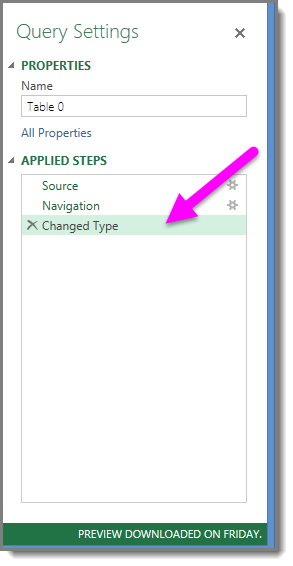 Query Settings
PROPERTIES
Name
Table 0
All Properties
APPLIED STEPS
Source
Navigation
Changed Type
PREVIEW DOWNLOADED ON FRIDAY.